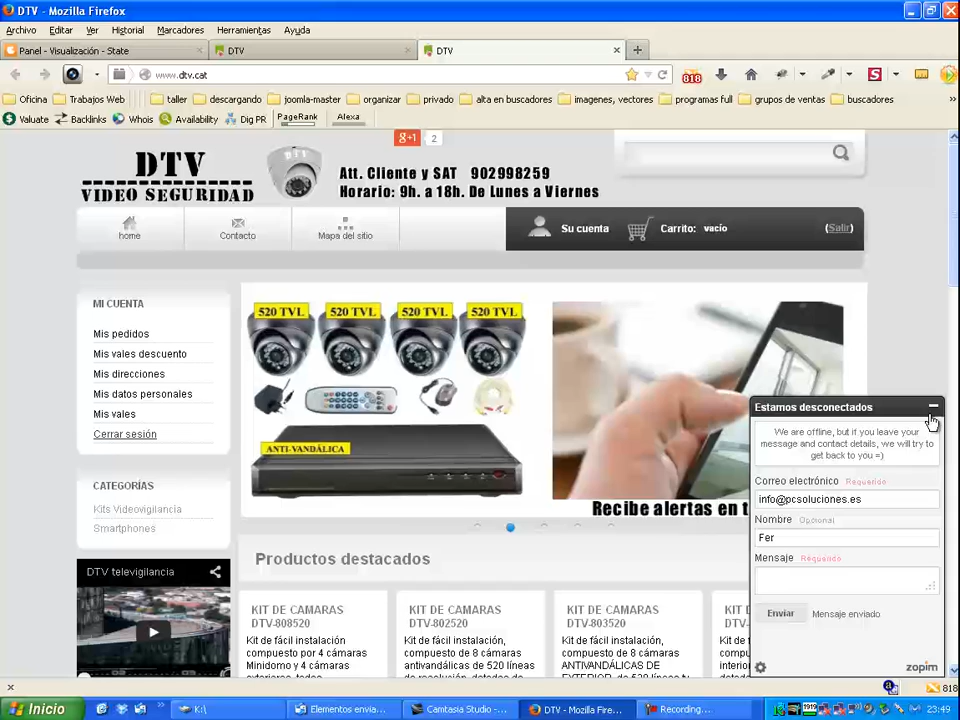 DTV - Mozilla Firefox
Archivo Editar Ver Historial Marcadores Herramientas Ayuda
Panel - Visualización - State
DTV
DTV
www.dtv.cat
818
S
Oficina Trabajos Web taller descargando joomla-master organizar privado alta en buscadores imagenes, vectores programas full grupos de ventas buscadores
Valuate Backlinks Whois Availability Dig PR PageRank Alexa
g+1 2
DTV
VIDEO SEGURIDAD
Att. Cliente y SAT 902998259
Horario: 9h. a 18h. De Lunes a Viernes
home
Contacto
Mapa del sitio
Su cuenta
Carrito: vacío
(Salir)
MI CUENTA
Mis pedidos
Mis vales descuento
Mis direcciones
Mis datos personales
Mis vales
Cerrar sesión
CATEGORÍAS
Kits Videovigilancia
Smartphones
DTV televigilancia
520 TVL 520 TVL 520 TVL 520 TVL
ANTI-VANDÁLICA
Recibe alertas en t
Productos destacados
KIT DE CAMARAS
DTV-808520
Kit de fácil instalación
compuesto por 4 cámaras
Minidomo y 4 cámaras
KIT DE CAMARAS
DTV-802520
Kit de fácil instalación,
compuesto de 8 cámaras
antivandálicas de 520 líneas
KIT DE CAMARAS
DTV-803520
Kit de fácil instalación,
compuesto de 8 cámaras
ANTIVANDÁLICAS de 520
Estamos desconectados
We are offline, but if you leave your
message and contact details, we will try to
get back to you =)
Correo electrónico Requerido
info@pcsoluciones.es
Nombre Opcional
Fer
Mensaje Requerido
Enviar Mensaje enviado
zopim
818
Inicio
K:\
Elementos envia...
Camtasia Studio -...
DTV - Mozilla Fire...
Recording...
1919
23:49